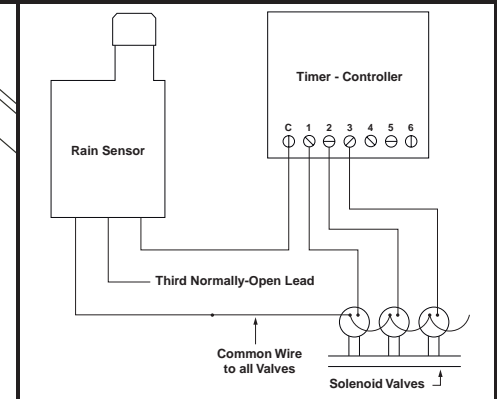 Timer - Controller
C 1 2 3 4 5 6
Rain Sensor
Third Normally-Open Lead
Common Wire
to all Valves
Solenoid Valves